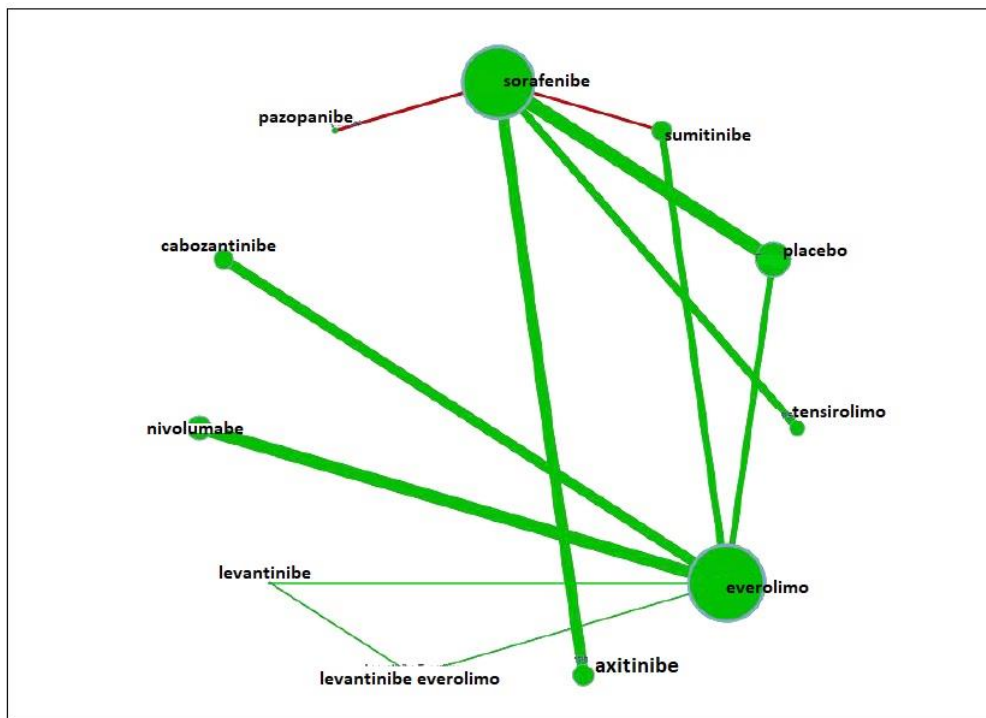 sorafenibe
pazopanibe
sumitinibe
cabozantinibe
placebo
tensirolimo
nivolumabe
levantinibe
everolimo
axitinibe
levantinibe everolimo